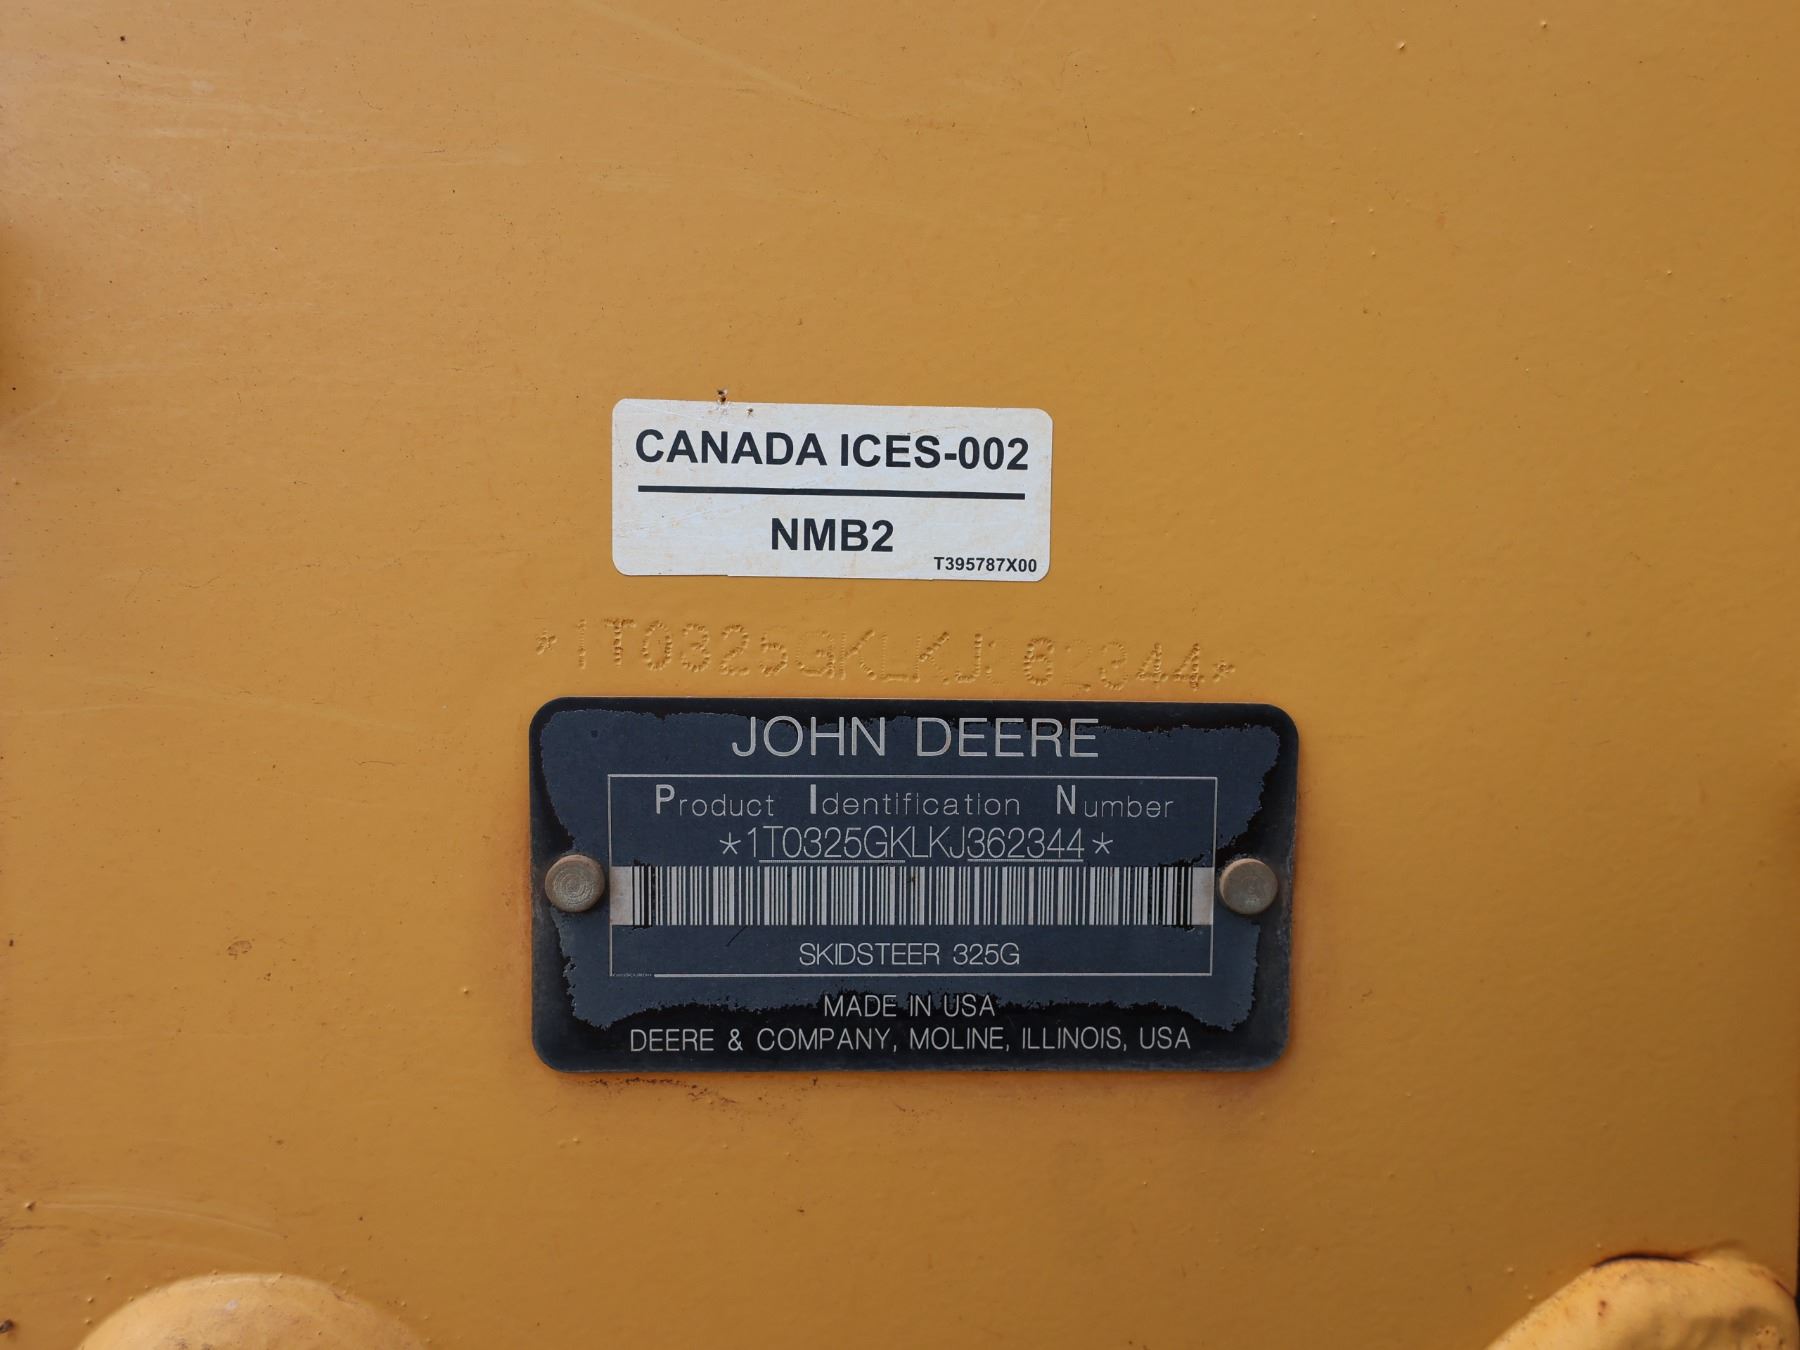 CANADA ICES-002
NMB2
T395787X00
*1T0325GKLKJ362344*
JOHN DEERE
Product Identification Number
*1T0325GKLKJ362344*
SKIDSTEER 325G
MADE IN USA
DEERE & COMPANY, MOLINE, ILLINOIS, USA